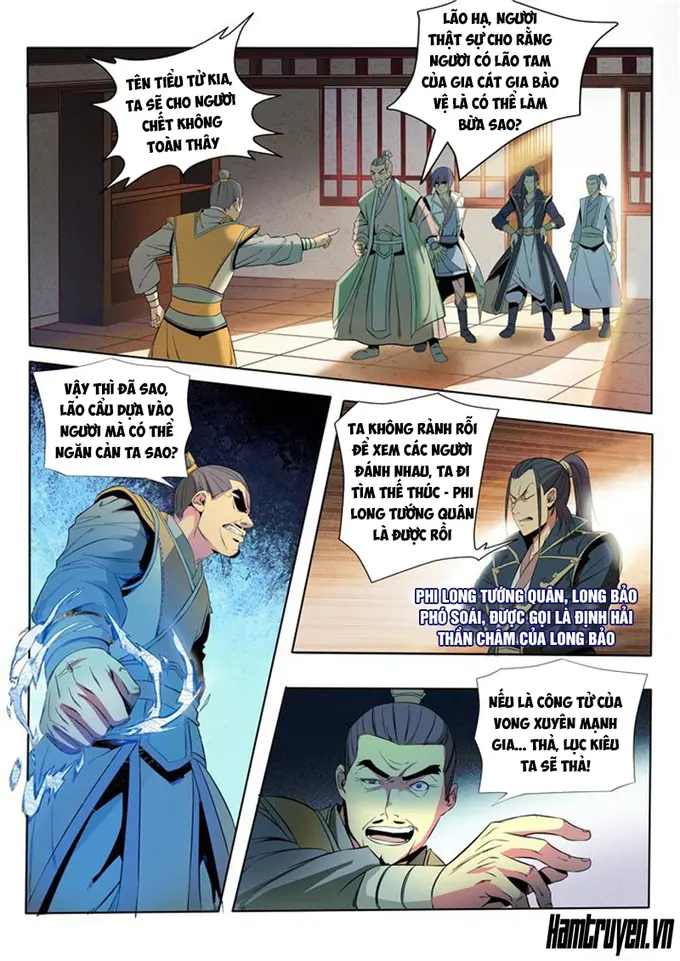 TÊN TIỂU TỬ KIA,
TA SẼ CHO NGƯƠI
CHẾT KHÔNG
TOÀN THÂY
LÃO HẠ, NGƯƠI
THẬT SỰ CHO RẰNG
NGƯƠI CÓ LÃO TAM
CỦA GIA CÁT GIA BẢO
VỆ LÀ CÓ THỂ LÀM
BỪA SAO?
VẬY THÌ ĐÃ SAO,
LÃO CẨU DỰA VÀO
NGƯƠI MÀ CÓ THỂ
NGĂN CẢN TA SAO?
TA KHÔNG RẢNH RỖI
ĐỂ XEM CÁC NGƯƠI
ĐÁNH NHAU, TA ĐI
TÌM THẾ THÚC - PHI
LONG TƯỚNG QUÂN
LÀ ĐƯỢC RỒI
PHI LONG TƯỚNG QUÂN, LONG BẢO
PHÓ SOÁI, ĐƯỢC GỌI LÀ ĐỊNH HẢI
THẦN CHÂM CỦA LONG BẢO
NẾU LÀ CÔNG TỬ CỦA
VONG XUYÊN MẠNH
GIA... THẢ, LỤC KIÊU
TA SẼ THẢ!
Hamtruyen.vn